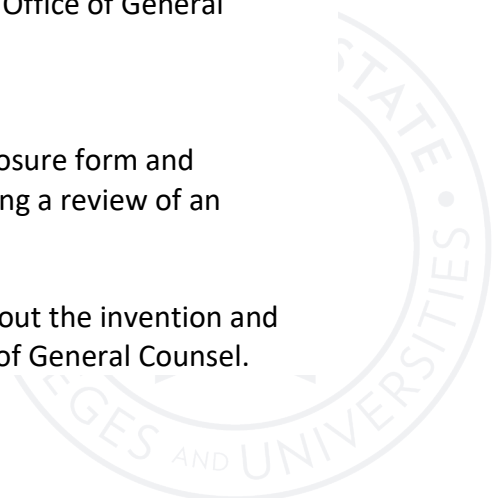 Office of General
osure form and
ng a review of an
out the invention and
of General Counsel.
STATE
EGES AND UNIVERSITIES